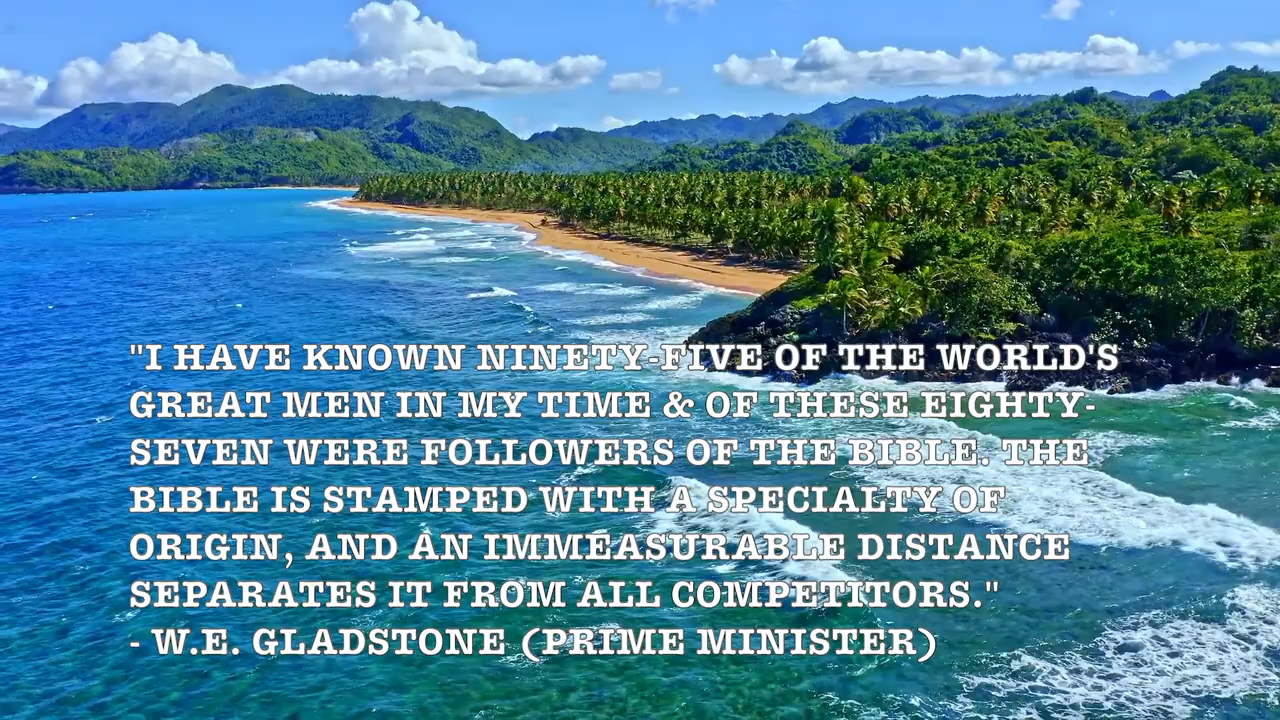 "I HAVE KNOWN NINETY-FIVE OF THE WORLD'S
GREAT MEN IN MY TIME & OF THESE EIGHTY-
SEVEN WERE FOLLOWERS OF THE BIBLE. THE
BIBLE IS STAMPED WITH A SPECIALTY OF
ORIGIN, AND AN IMMEASURABLE DISTANCE
SEPARATES IT FROM ALL COMPETITORS."
- W.E. GLADSTONE (PRIME MINISTER)